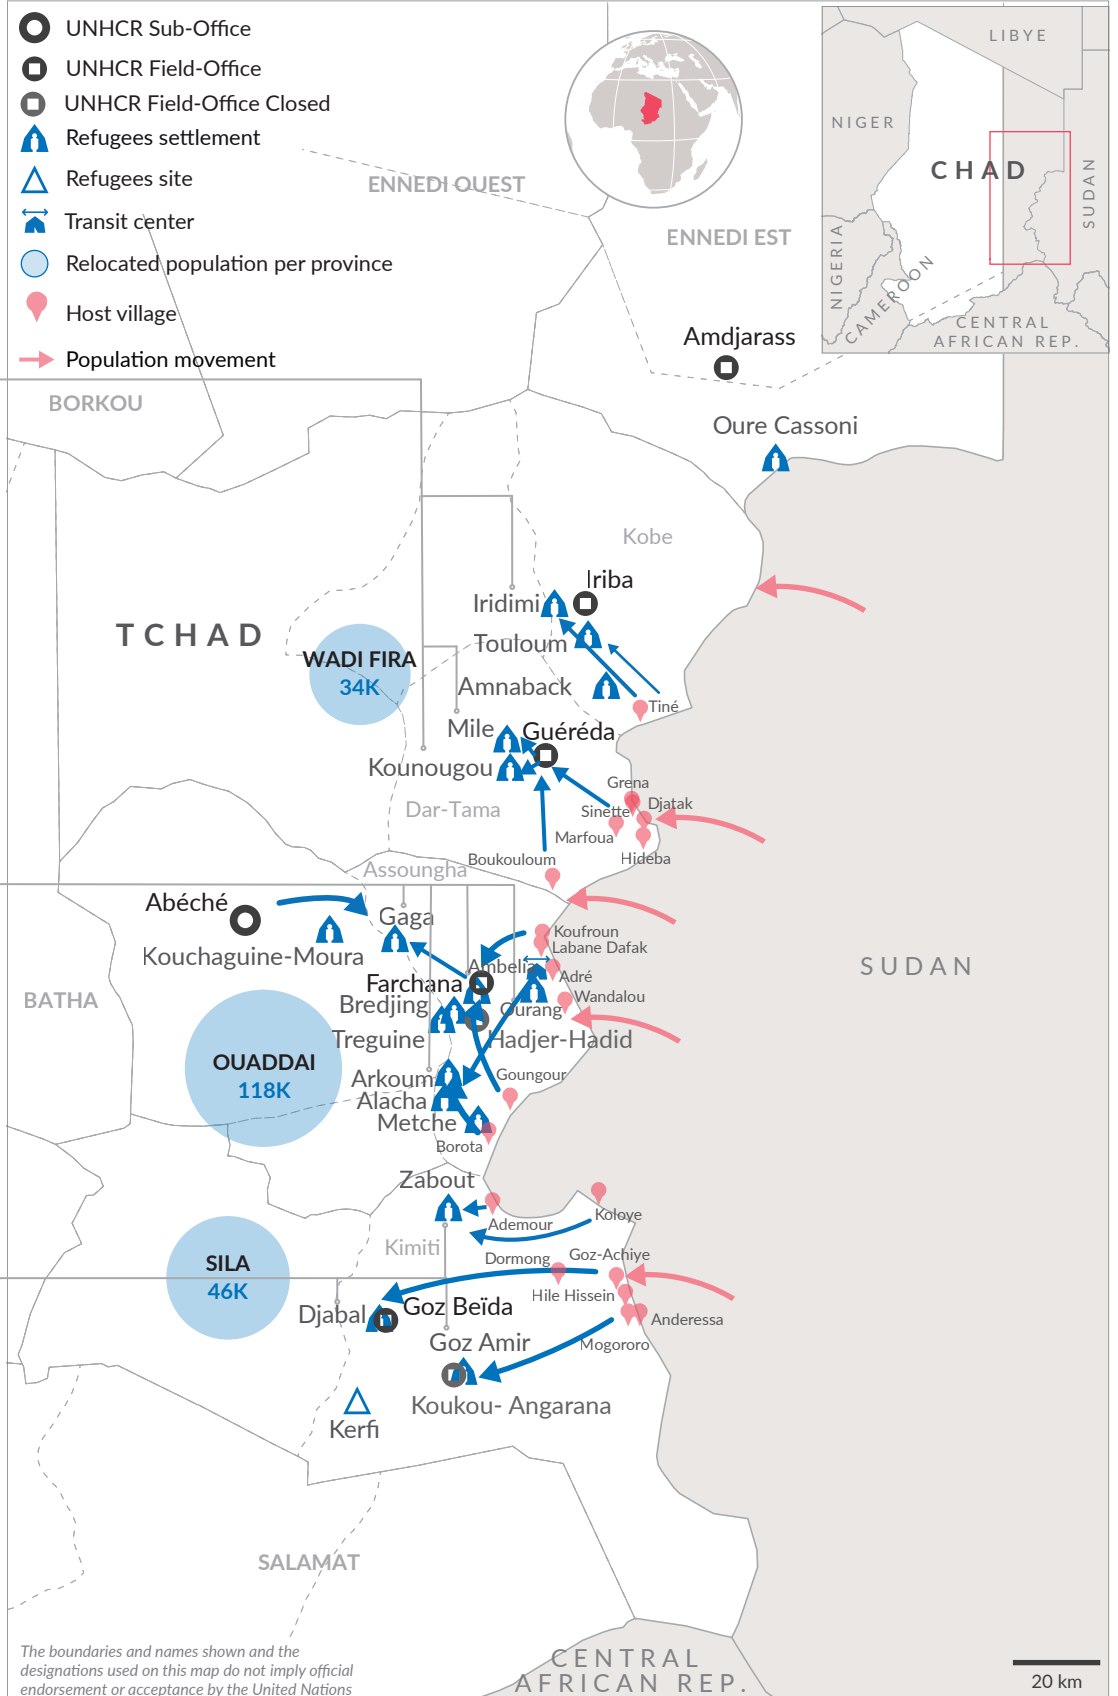 UNHCR Sub-Office
UNHCR Field-Office
UNHCR Field-Office Closed
Refugees settlement
Refugees site
Transit center
Relocated population per province
Host village
Population movement
LIBYE
NIGER
CHAD
SUDAN
NIGERIA
CAMEROON
CENTRAL
AFRICAN REP.
ENNEDI OUEST
ENNEDI EST
BORKOU
Amdjarass
Oure Cassoni
Kobe
Iriba
Iridimi
TCHAD
Touloum
WADI FIRA
34K
Amnaback
Tiné
Mile
Guéréda
Kounougou
Grena
Djatak
Sinette
Dar-Tama
Marfoua
Hideba
Boukouloum
Assoungha
Abéché
Gaga
Koufroun
Labane Dafak
Kouchaguine-Moura
Ambelia
Adré
SUDAN
Farchana
BATHA
Bredjing
Ourang
Wandalou
Treguine
Hadjer-Hadid
OUADDAI
118K
Arkoum
Goungour
Alacha
Metche
Borota
Zabout
Ademour
Koloye
Kimiti
Dormong
Goz-Achiye
SILA
46K
Hile Hissein
Djabal
Goz Beïda
Anderessa
Goz Amir
Mogororo
Koukou- Angarana
Kerfi
SALAMAT
The boundaries and names shown and the
designations used on this map do not imply official
endorsement or acceptance by the United Nations
CENTRAL
AFRICAN REP.
20 km